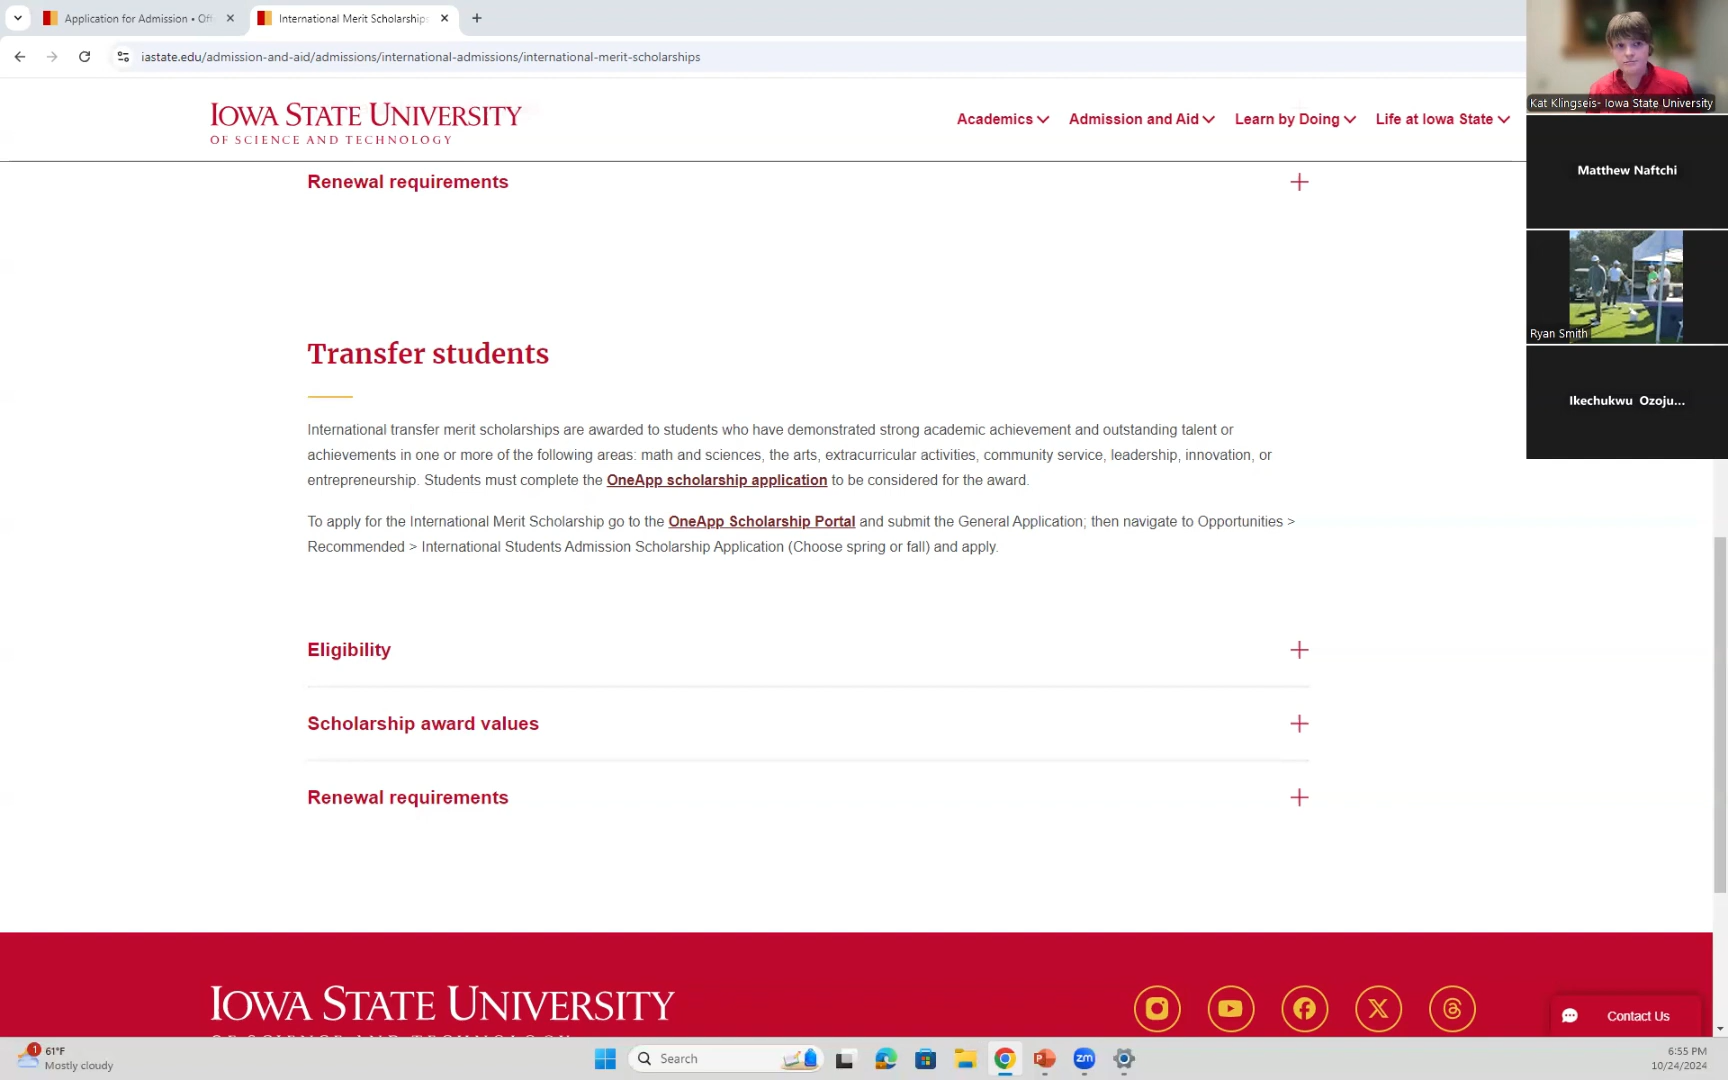 Application for Admission • Off
International Merit Scholarships
iastate.edu/admission-and-aid/admissions/international-admissions/international-merit-scholarships
IOWA STATE UNIVERSITY
OF SCIENCE AND TECHNOLOGY
Academics
Admission and Aid
Learn by Doing
Life at Iowa State
Kat Klingseis- Iowa State University
Matthew Naftchi
Ryan Smith
Ikechukwu Ozoju...
Renewal requirements
Transfer students
International transfer merit scholarships are awarded to students who have demonstrated strong academic achievement and outstanding talent or
achievements in one or more of the following areas: math and sciences, the arts, extracurricular activities, community service, leadership, innovation, or
entrepreneurship. Students must complete the OneApp scholarship application to be considered for the award.
To apply for the International Merit Scholarship go to the OneApp Scholarship Portal and submit the General Application; then navigate to Opportunities >
Recommended > International Students Admission Scholarship Application (Choose spring or fall) and apply.
Eligibility
Scholarship award values
Renewal requirements
IOWA STATE UNIVERSITY
OF SCIENCE AND TECHNOLOGY
Contact Us
1
61°F
Mostly cloudy
Search
zm
6:55 PM
10/24/2024